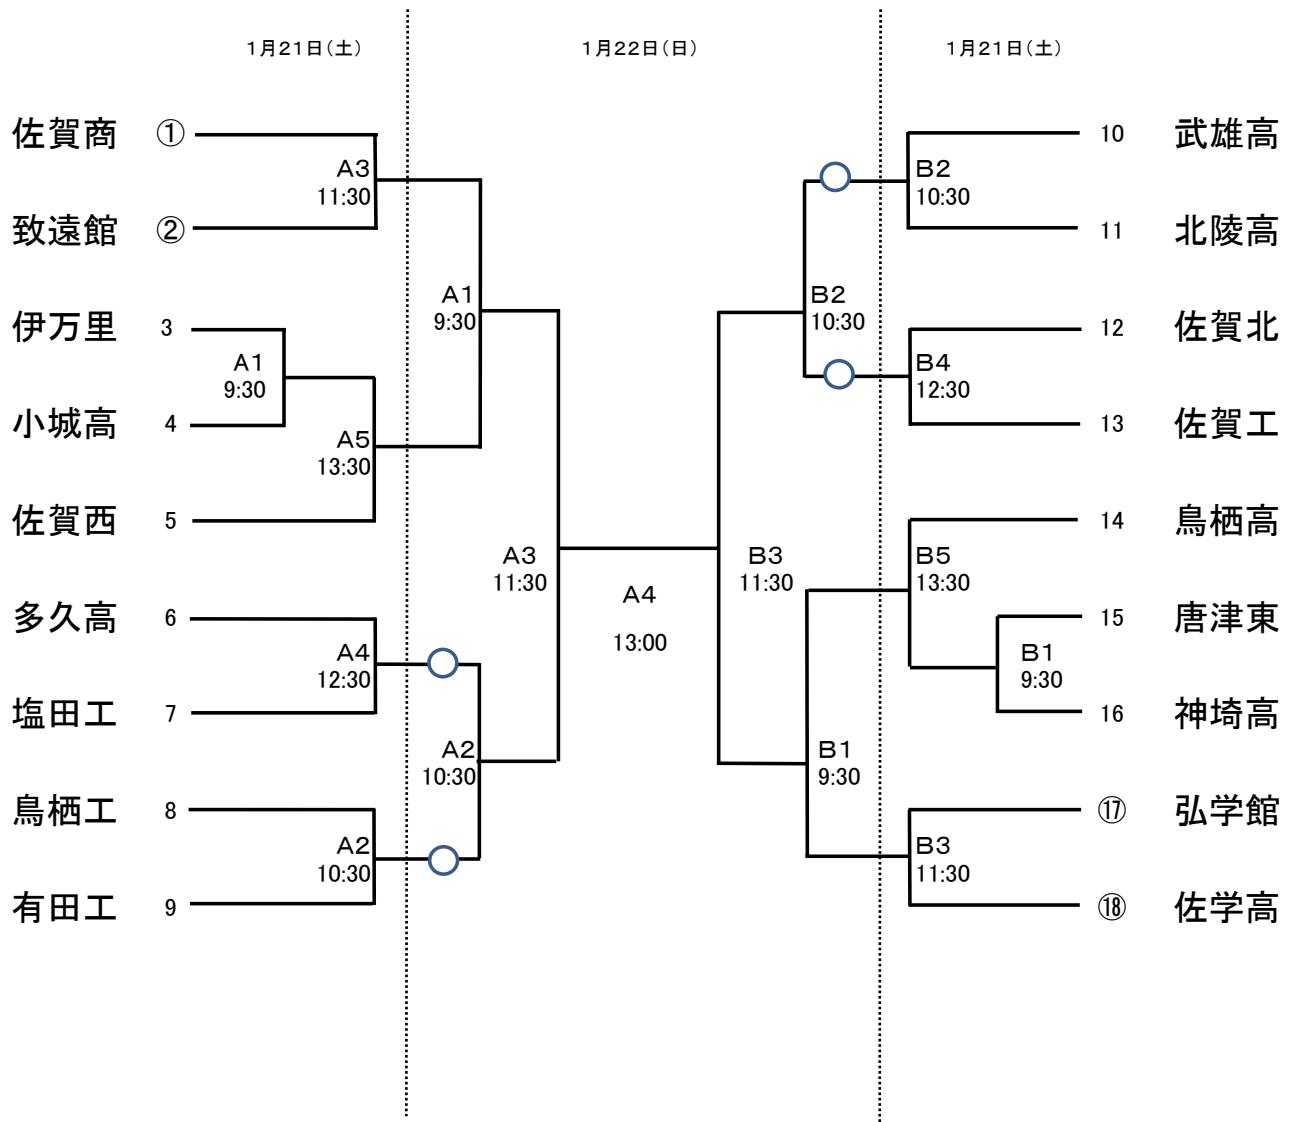 1月21日(土)
1月22日(日)
1月21日(土)
佐賀商 ①
A3
11:30
致遠館 ②
伊万里 3
A1
9:30
小城高 4
A5
13:30
佐賀西 5
A1
9:30
多久高 6
A4
12:30
塩田工 7
鳥栖工 8
A2
10:30
有田工 9
A2
10:30
A3
11:30
A4
13:00
B3
11:30
B2
10:30
B1
9:30
10 武雄高
B2
10:30
11 北陵高
12 佐賀北
B4
12:30
13 佐賀工
14 鳥栖高
B5
13:30
15 唐津東
B1
9:30
16 神埼高
⑰ 弘学館
B3
11:30
⑱ 佐学高